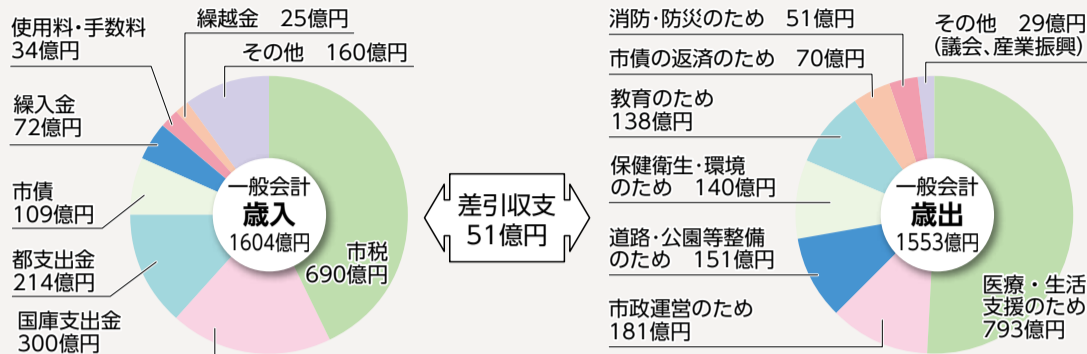 使用料・手数料
34億円
繰越金 25億円
その他 160億円
繰入金
72億円
市債
109億円
都支出金
214億円
国庫支出金
300億円
市税
690億円
一般会計
歳入
1604億円
差引収支
51億円
消防・防災のため 51億円
その他 29億円
(議会、産業振興)
市債の返済のため 70億円
教育のため
138億円
保健衛生・環境
のため 140億円
道路・公園等整備
のため 151億円
市政運営のため
181億円
医療・生活
支援のため
793億円
一般会計
歳出
1553億円